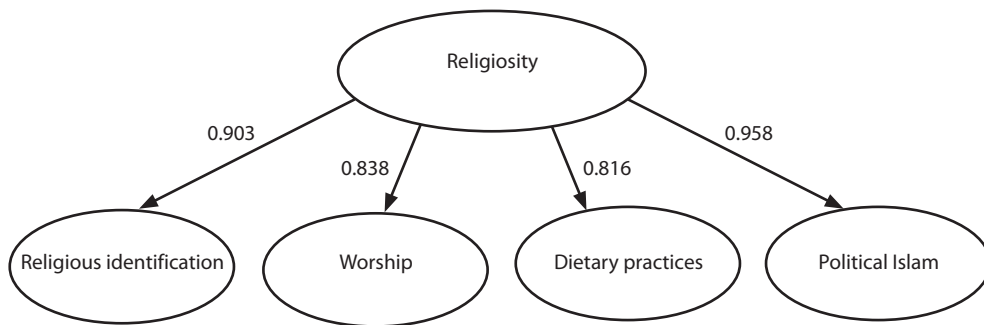 Religiosity
0.903
0.958
0.838
0.816
Religious identification
Worship
Dietary practices
Political Islam